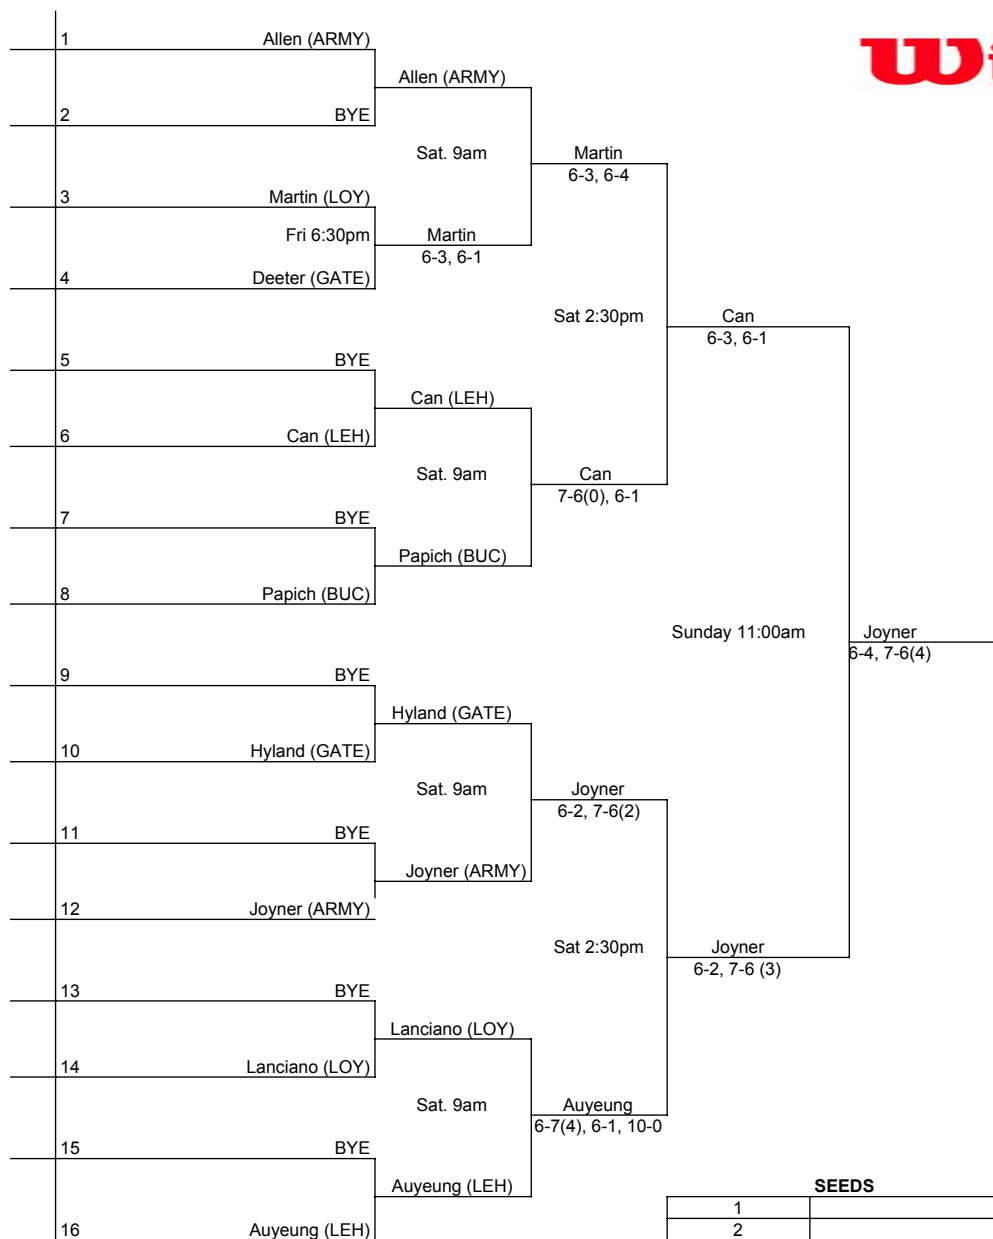 1 Allen (ARMY)
Allen (ARMY)
2 BYE
Sat. 9am
Martin
6-3, 6-4
3 Martin (LOY)
Fri 6:30pm
Martin
6-3, 6-1
4 Deeter (GATE)
Sat 2:30pm
Can
6-3, 6-1
5 BYE
Can (LEH)
6 Can (LEH)
Sat. 9am
Can
7-6(0), 6-1
7 BYE
Papich (BUC)
8 Papich (BUC)
Sunday 11:00am
Joyner
6-4, 7-6(4)
9 BYE
Hyland (GATE)
10 Hyland (GATE)
Sat. 9am
Joyner
6-2, 7-6(2)
11 BYE
Joyner (ARMY)
12 Joyner (ARMY)
Sat 2:30pm
Joyner
6-2, 7-6 (3)
13 BYE
Lanciano (LOY)
14 Lanciano (LOY)
Sat. 9am
Auyeung
6-7(4), 6-1, 10-0
15 BYE
Auyeung (LEH)
16 Auyeung (LEH)
SEEDS
1
2